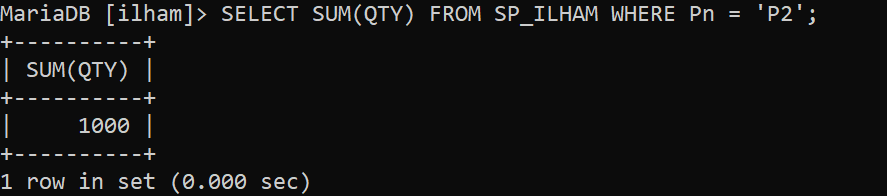 MariaDB [ilham]> SELECT SUM(QTY) FROM SP_ILHAM WHERE Pn = 'P2';
+----------+
| SUM(QTY) |
+----------+
|     1000 |
+----------+
1 row in set (0.000 sec)